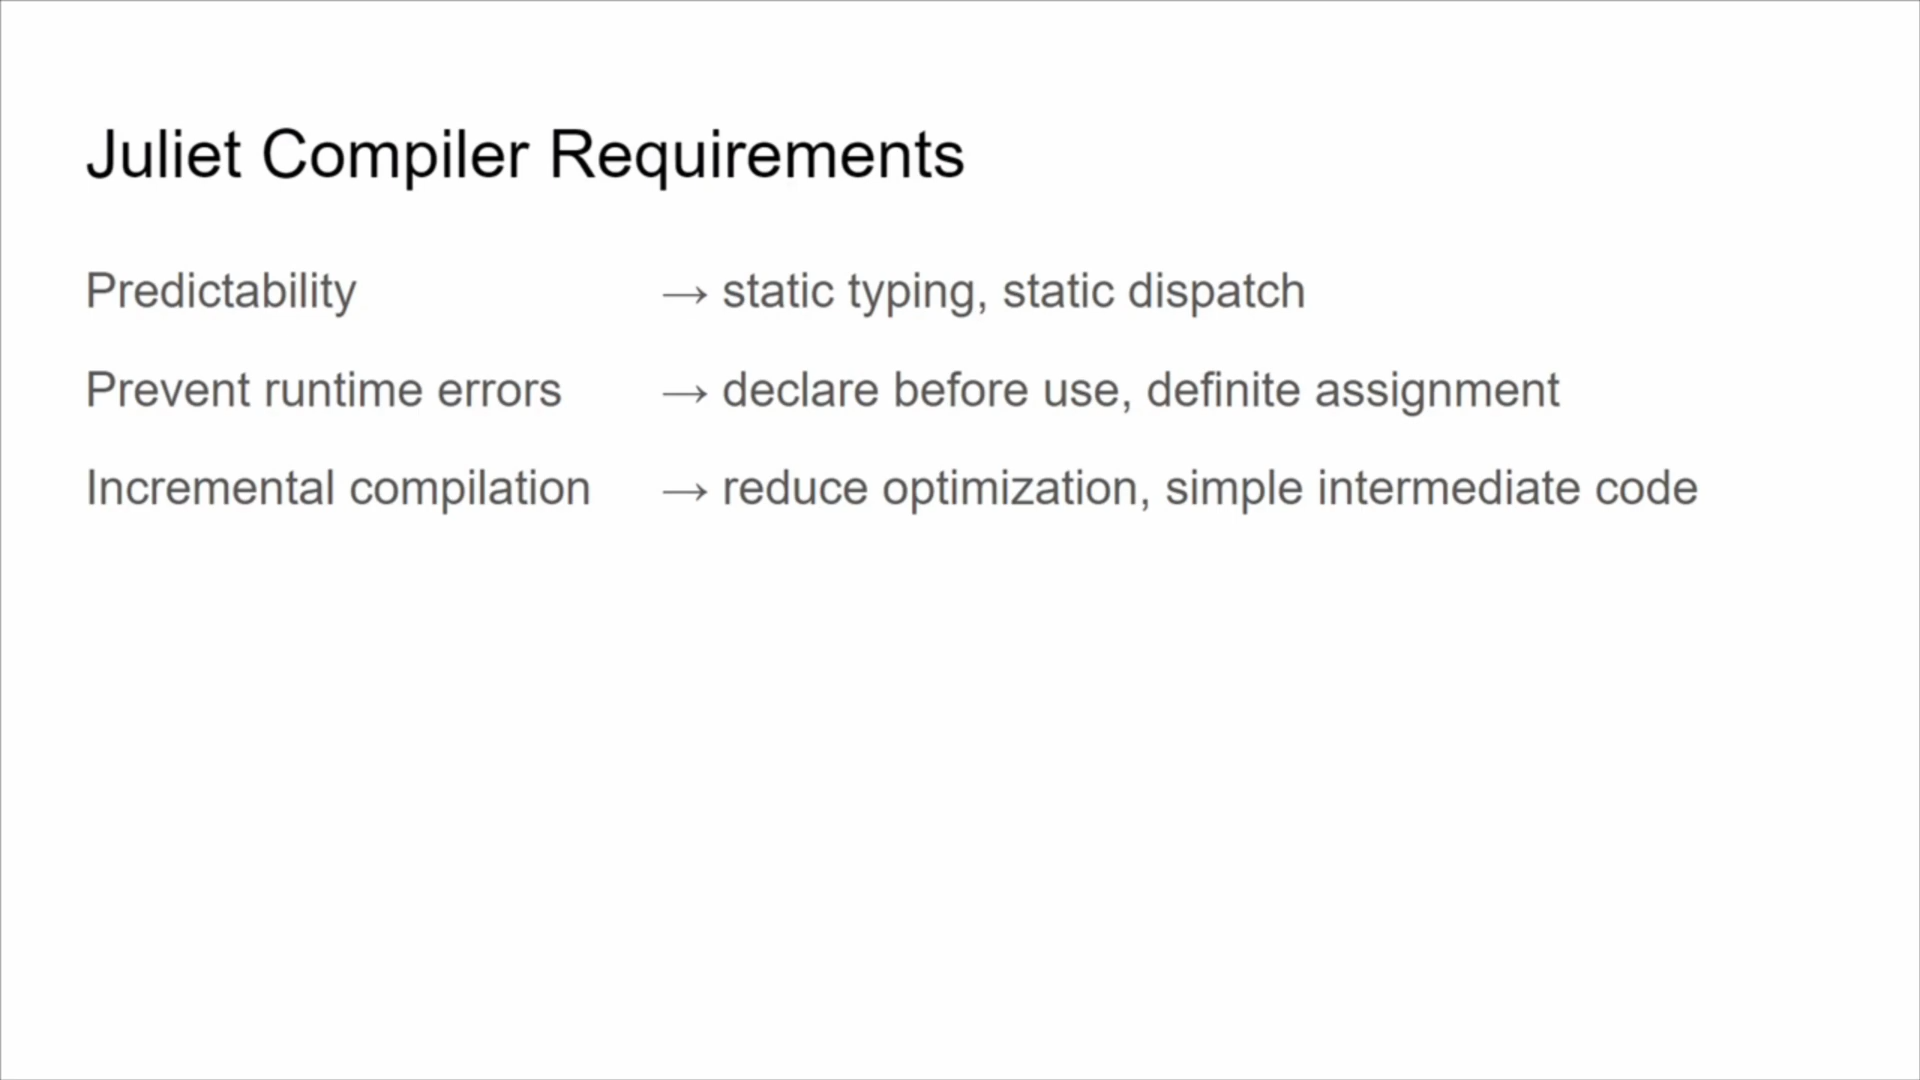 Juliet Compiler Requirements
Predictability → static typing, static dispatch
Prevent runtime errors → declare before use, definite assignment
Incremental compilation → reduce optimization, simple intermediate code